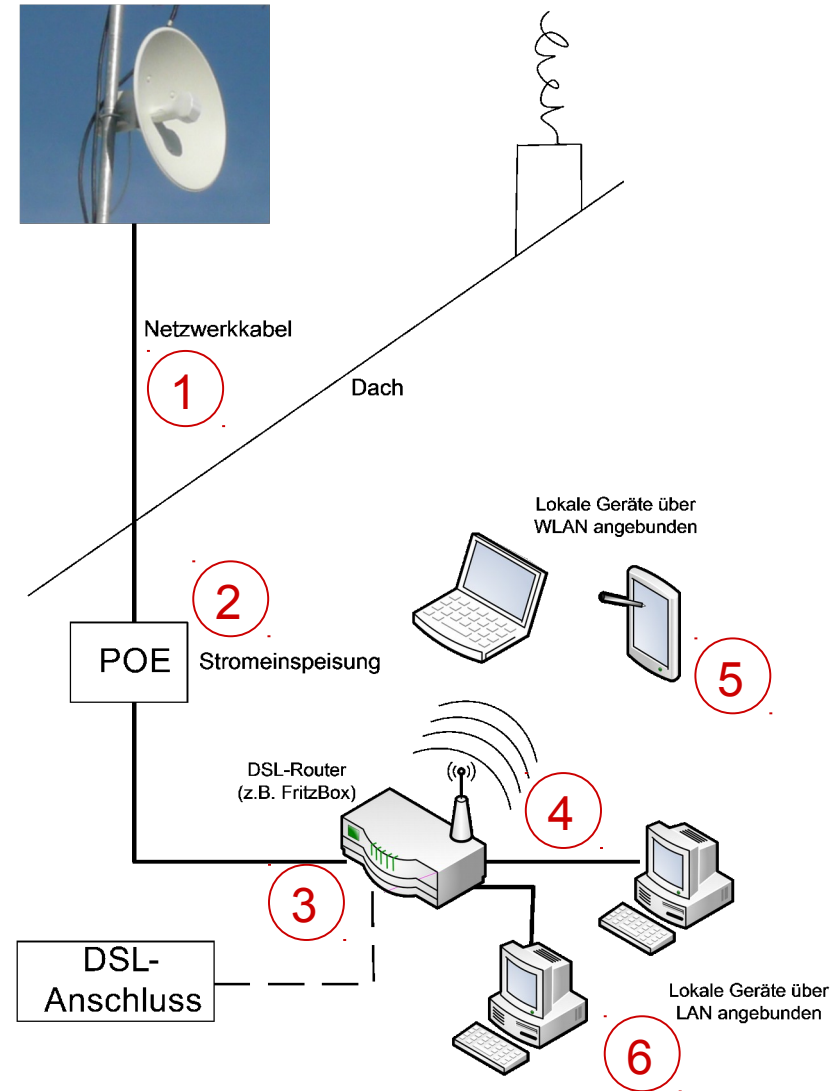 Netzwerkkabel
1
Dach
Lokale Geräte über
WLAN angebunden
2
POE
Stromeinspeisung
5
DSL-Router
(z.B. FritzBox)
4
3
DSL-
Anschluss
Lokale Geräte über
LAN angebunden
6